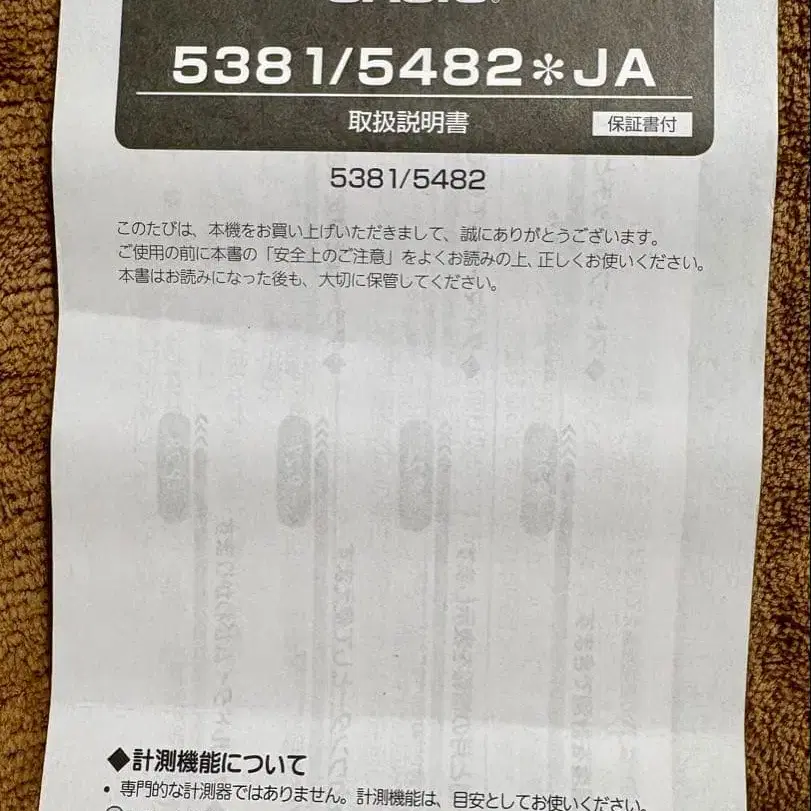 CASIO®
5381/5482*JA
取扱説明書 保証書付
5381/5482
このたびは、本機をお買い上げいただきまして、誠にありがとうございます。
ご使用の前に本書の「安全上のご注意」をよくお読みの上、正しくお使いください。
本書はお読みになった後も、大切に保管してください。
◆計測機能について
• 専門的な計測器ではありません。計測機能は、目安としてお使いください。